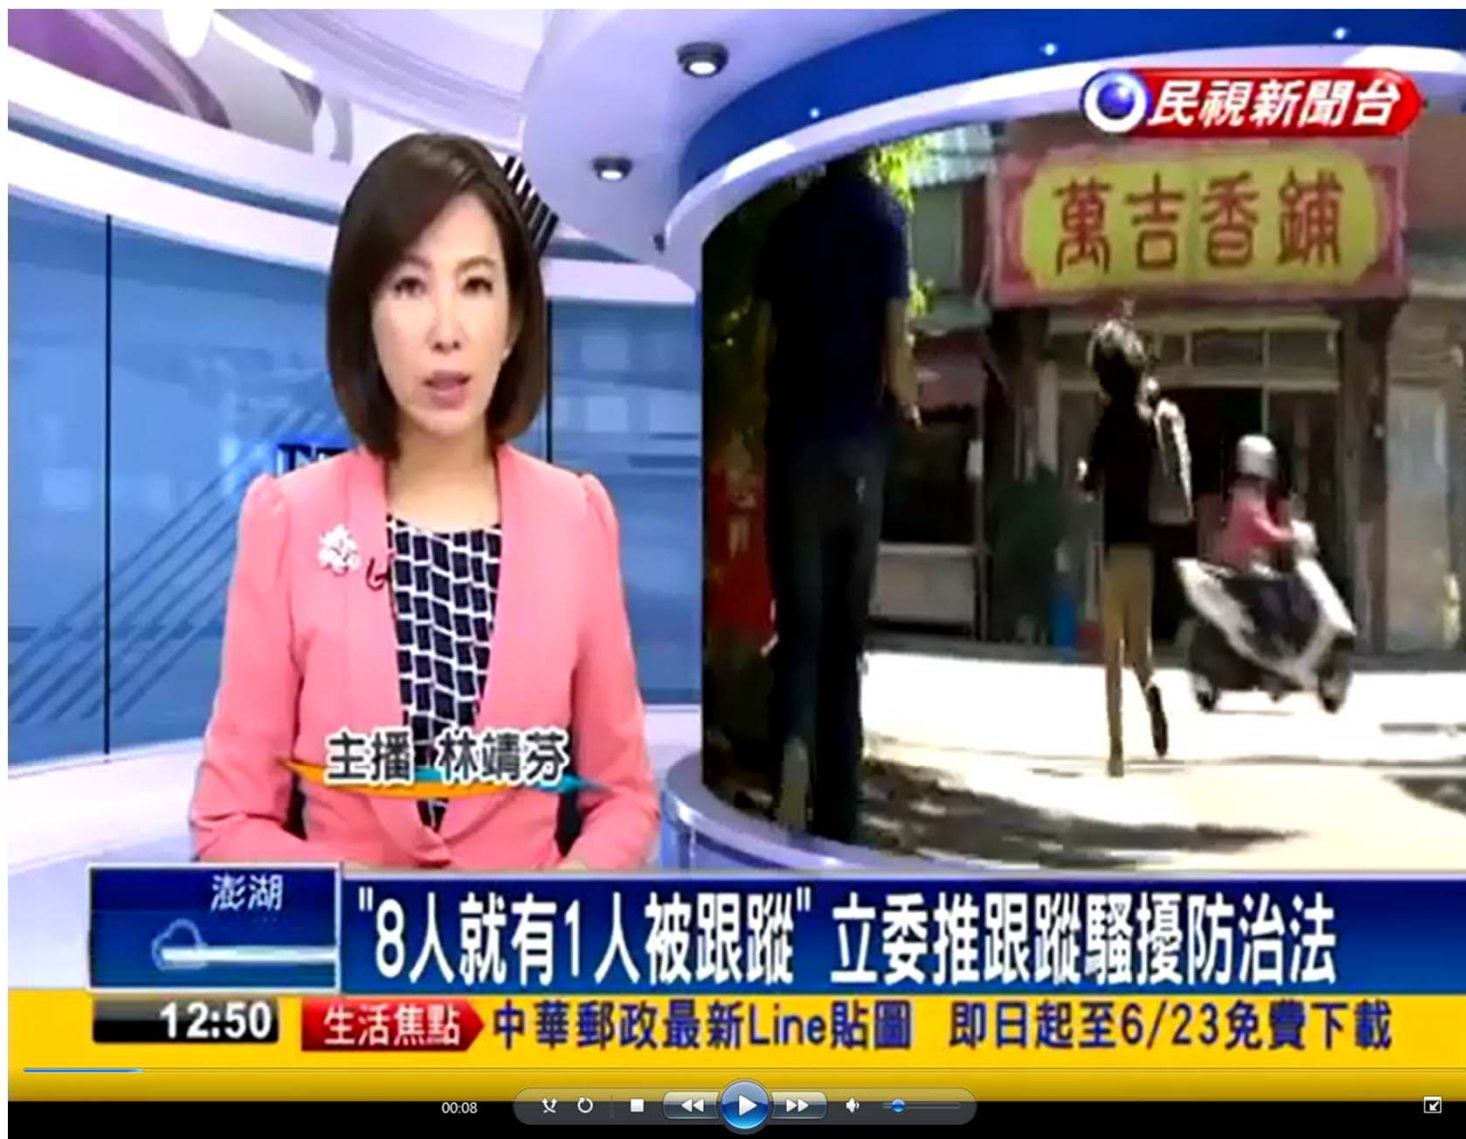 民視新聞台
萬吉香鋪
主播 林靖芬
澎湖
"8人就有1人被跟蹤" 立委推跟蹤騷擾防治法
12:50
生活焦點 中華郵政最新Line貼圖 即日起至6/23免費下載
00:08